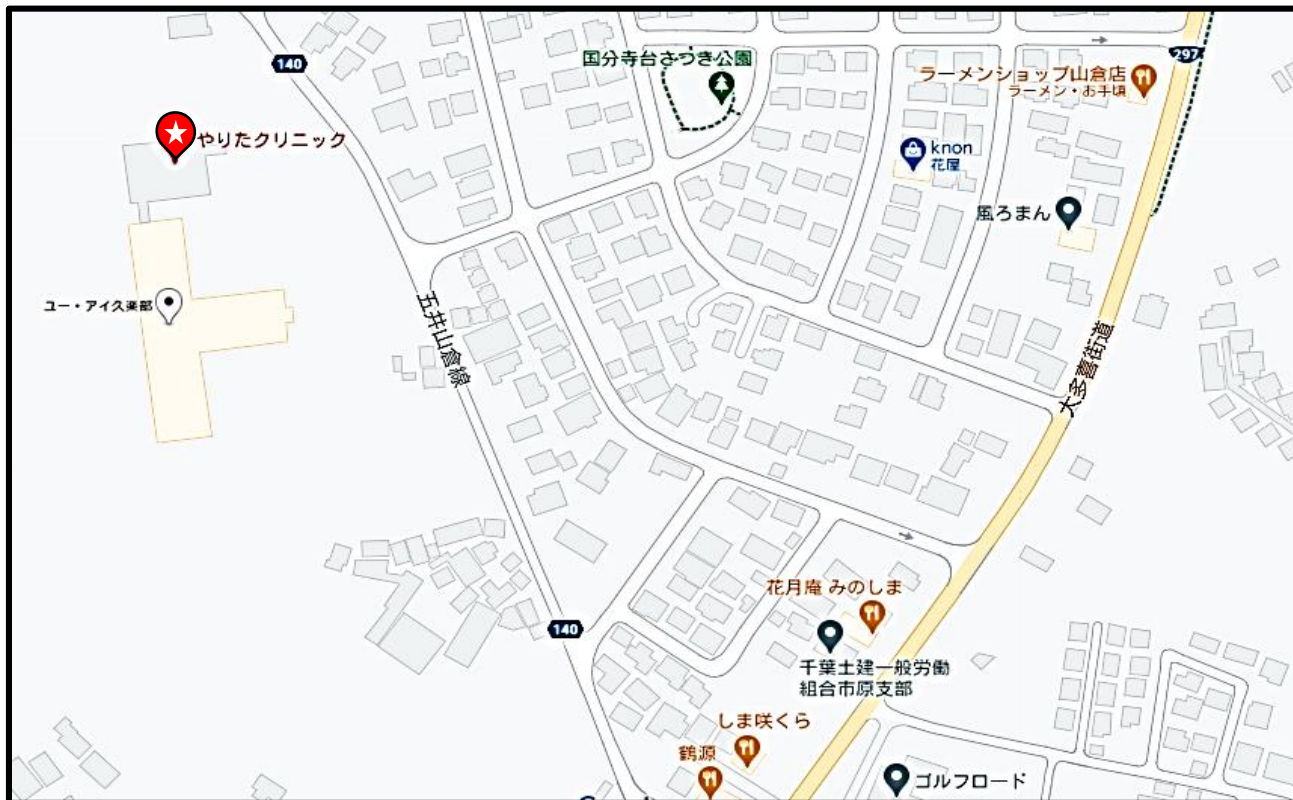 140
国分寺台さつき公園
297
ラーメンショップ山倉店
ラーメン・お手頃
やりたクリニック
knon
花屋
風ろまん
ユー・アイ久楽部
五井山倉線
大多喜街道
花月庵 みのしま
140
千葉土建一般労働
組合市原支部
しま咲くら
鶴源
ゴルフロード